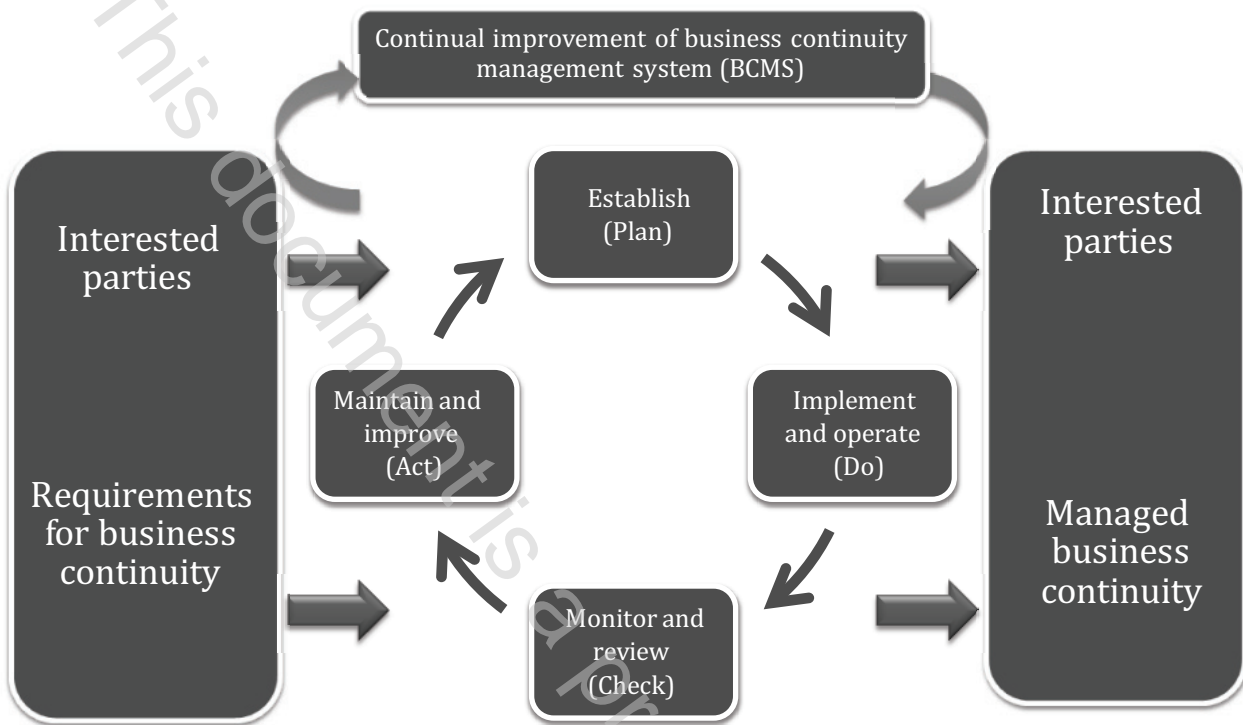 Continual improvement of business continuity
management system (BCMS)
Interested
parties
Requirements
for business
continuity
Establish
(Plan)
Implement
and operate
(Do)
Monitor and
review
(Check)
Maintain and
improve
(Act)
Interested
parties
Managed
business
continuity
This document is a pr